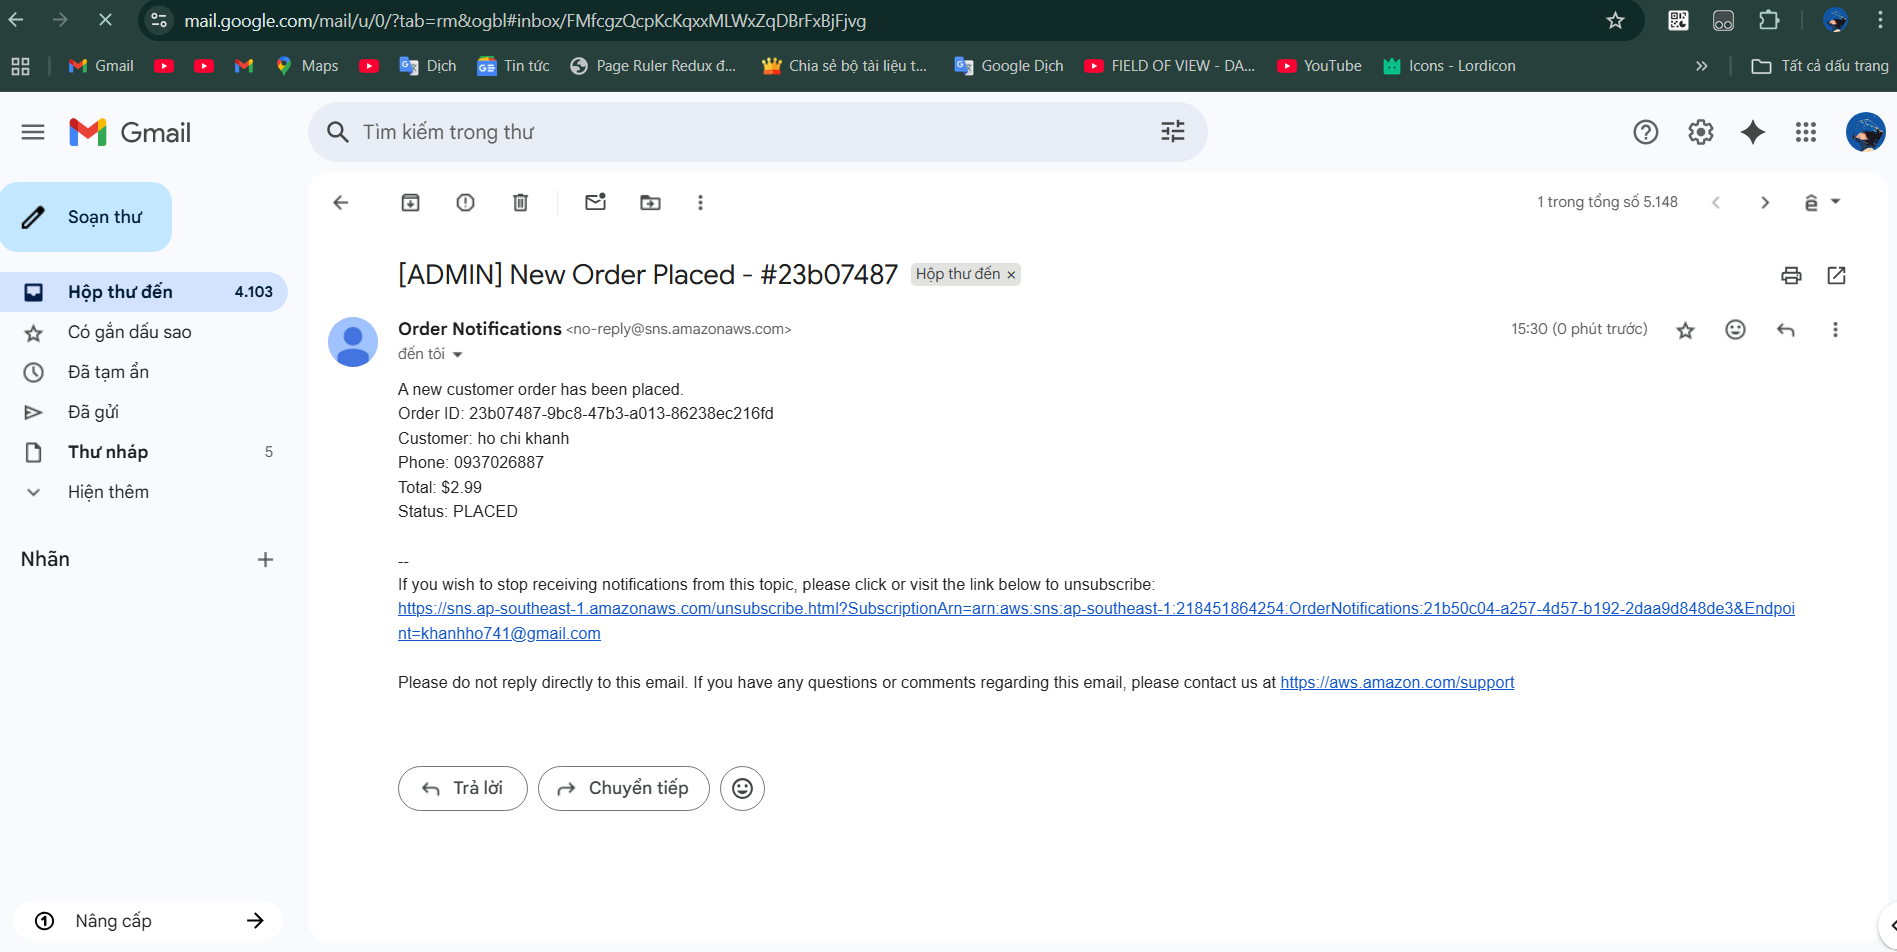 mail.google.com/mail/u/0/?tab=rm&ogbl#inbox/FMfcgzQcpKcKqxxMLWxZqDBrFxBjFjvg
Gmail
Maps
Dịch
Tin tức
Page Ruler Redux d...
Chia sẻ bộ tài liệu t...
Google Dịch
FIELD OF VIEW - DA...
YouTube
Icons - Lordicon
Tất cả dấu trang
Gmail
Tìm kiếm trong thư
Soạn thư
1 trong tổng số 5.148
Hộp thư đến 4.103
Có gắn dấu sao
Đã tạm ẩn
Đã gửi
Thư nháp 5
Hiện thêm
Nhãn
[ADMIN] New Order Placed - #23b07487 Hộp thư đến ×
Order Notifications <no-reply@sns.amazonaws.com> 15:30 (0 phút trước)
đến tôi
A new customer order has been placed.
Order ID: 23b07487-9bc8-47b3-a013-86238ec216fd
Customer: ho chi khanh
Phone: 0937026887
Total: $2.99
Status: PLACED
--
If you wish to stop receiving notifications from this topic, please click or visit the link below to unsubscribe:
https://sns.ap-southeast-1.amazonaws.com/unsubscribe.html?SubscriptionArn=arn:aws:sns:ap-southeast-1:218451864254:OrderNotifications:21b50c04-a257-4d57-b192-2daa9d848de3&Endpoi
nt=khanhho741@gmail.com
Please do not reply directly to this email. If you have any questions or comments regarding this email, please contact us at https://aws.amazon.com/support
Trả lời
Chuyển tiếp
Nâng cấp